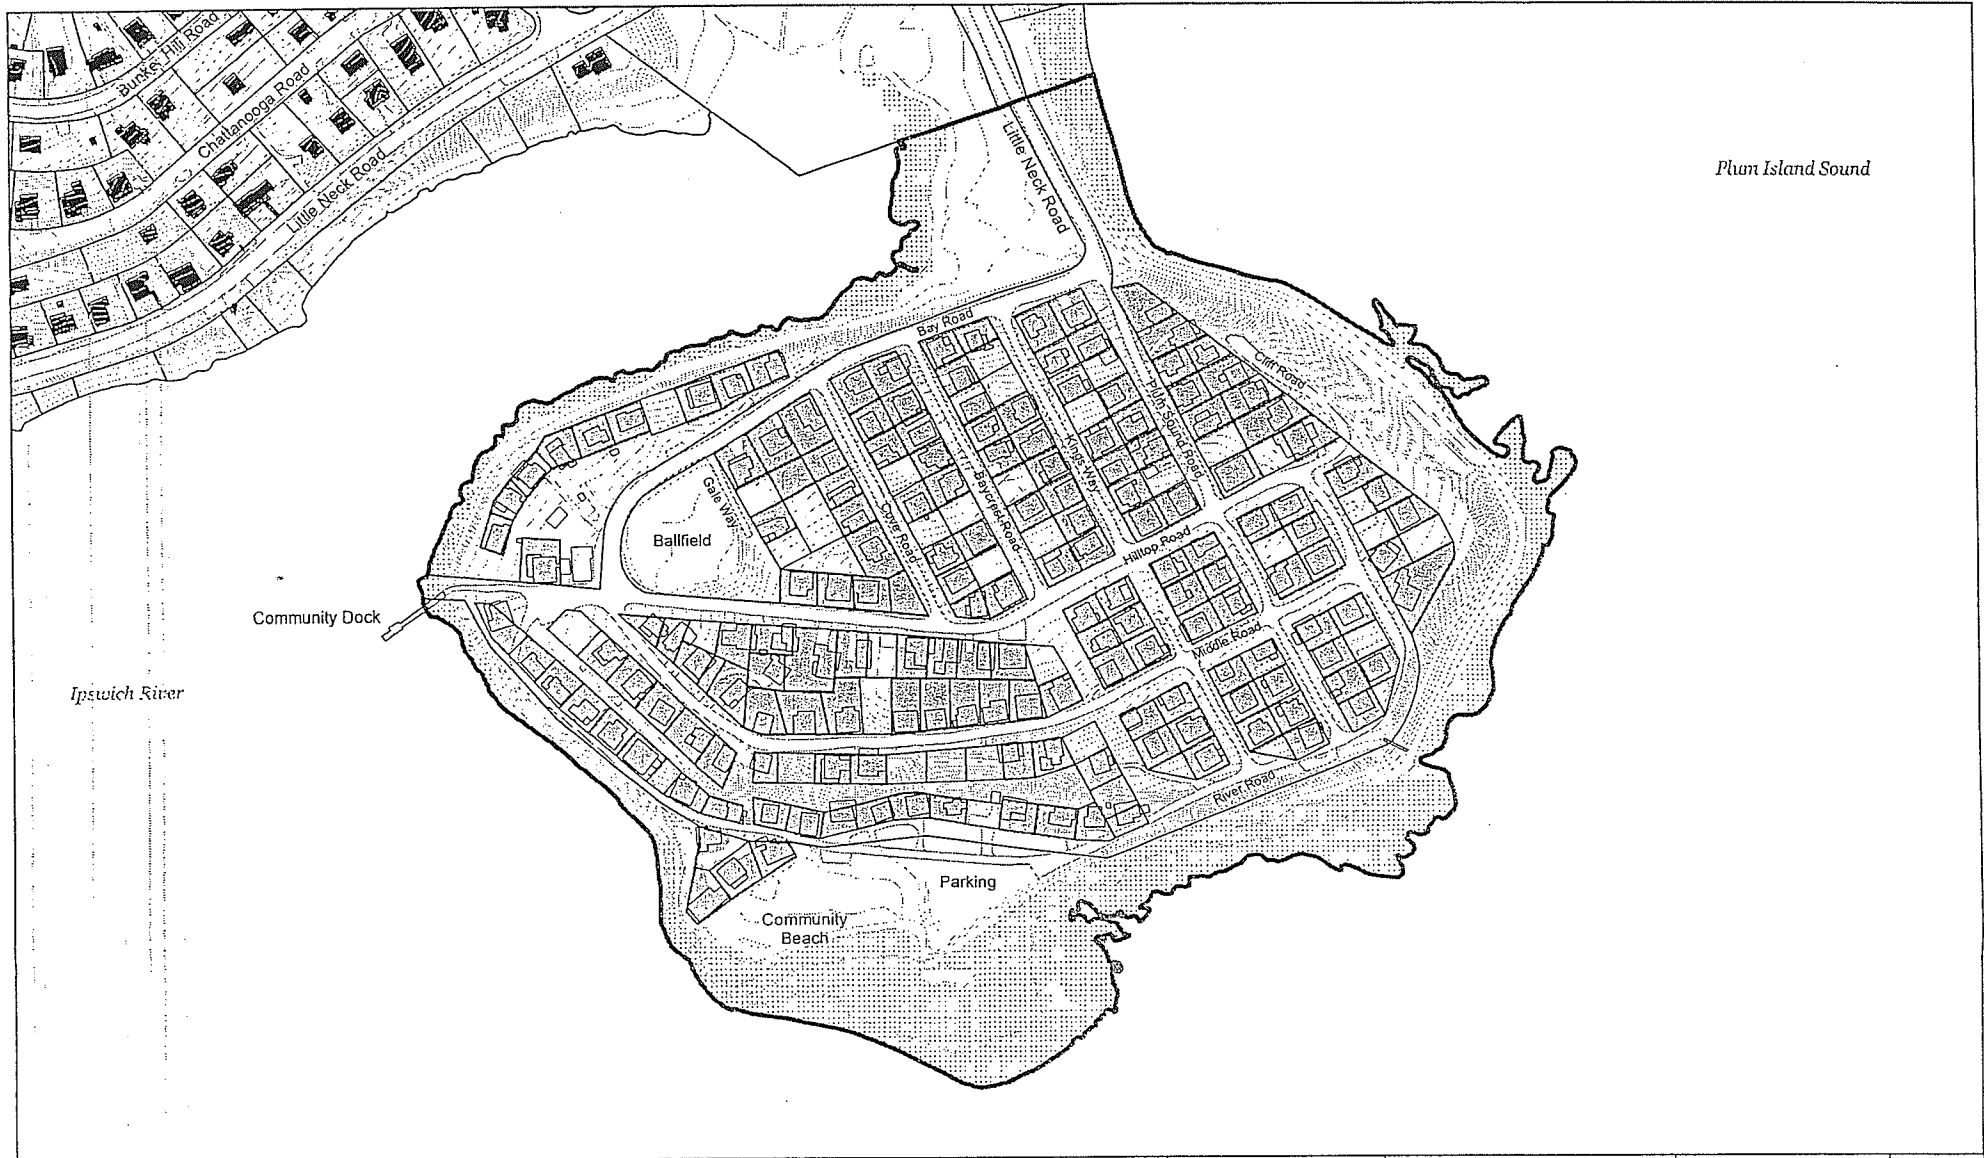 Bunker Hill Road
Chattanooga Road
Little Neck Road
Little Neck Road
Plum Island Sound
Bay Road
Cliff Road
Plum Sound Road
Kings Way
Baycrest Road
Cove Road
Gale Way
Ballfield
Hilltop Road
Community Dock
Middle Road
Ipswich River
River Road
Parking
Community
Beach